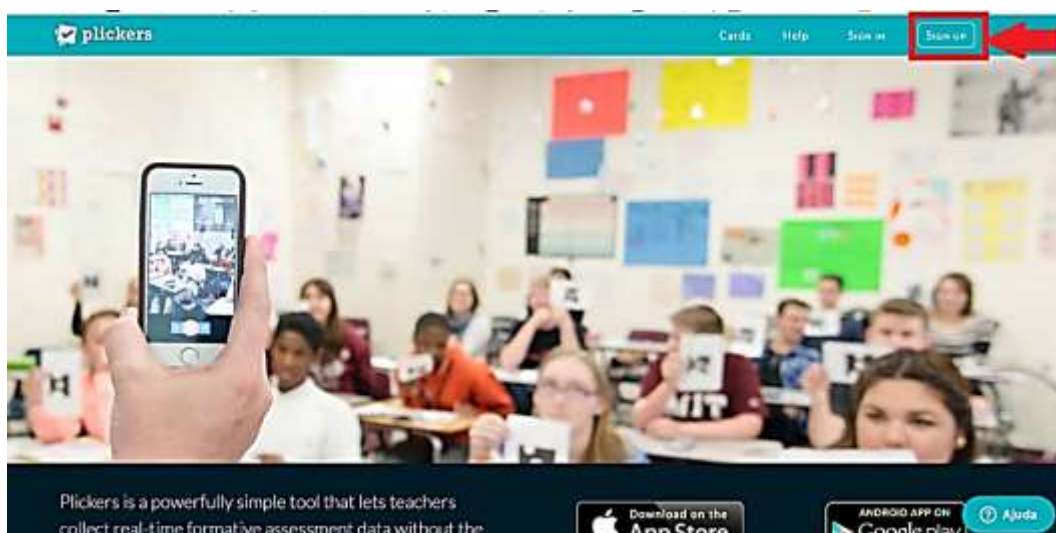 plickers
Cards Help Sign in Sign up
MIT
Plickers is a powerfully simple tool that lets teachers
collect real-time formative assessment data without the
Download on the
App Store
ANDROID APP ON
Google play
Ajuda